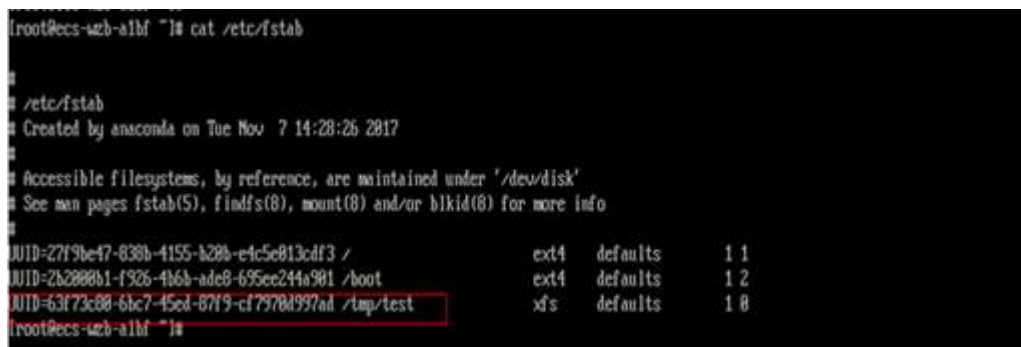 [root@ecs-wzb-a1bf ~]# cat /etc/fstab
#
# /etc/fstab
# Created by anaconda on Tue Nov  7 14:28:26 2017
#
# Accessible filesystems, by reference, are maintained under '/dev/disk'
# See man pages fstab(5), findfs(8), mount(8) and/or blkid(8) for more info
#
UUID=27f9be47-838b-4155-b20b-e4c5e013cdf3 / ext4 defaults 1 1
UUID=2b2000b1-f926-4b6b-ade8-695ee244a901 /boot ext4 defaults 1 2
UUID=63f73c80-6bc7-45ed-87f9-cf7970d997ad /tmp/test xfs defaults 1 0
[root@ecs-wzb-a1bf ~]#